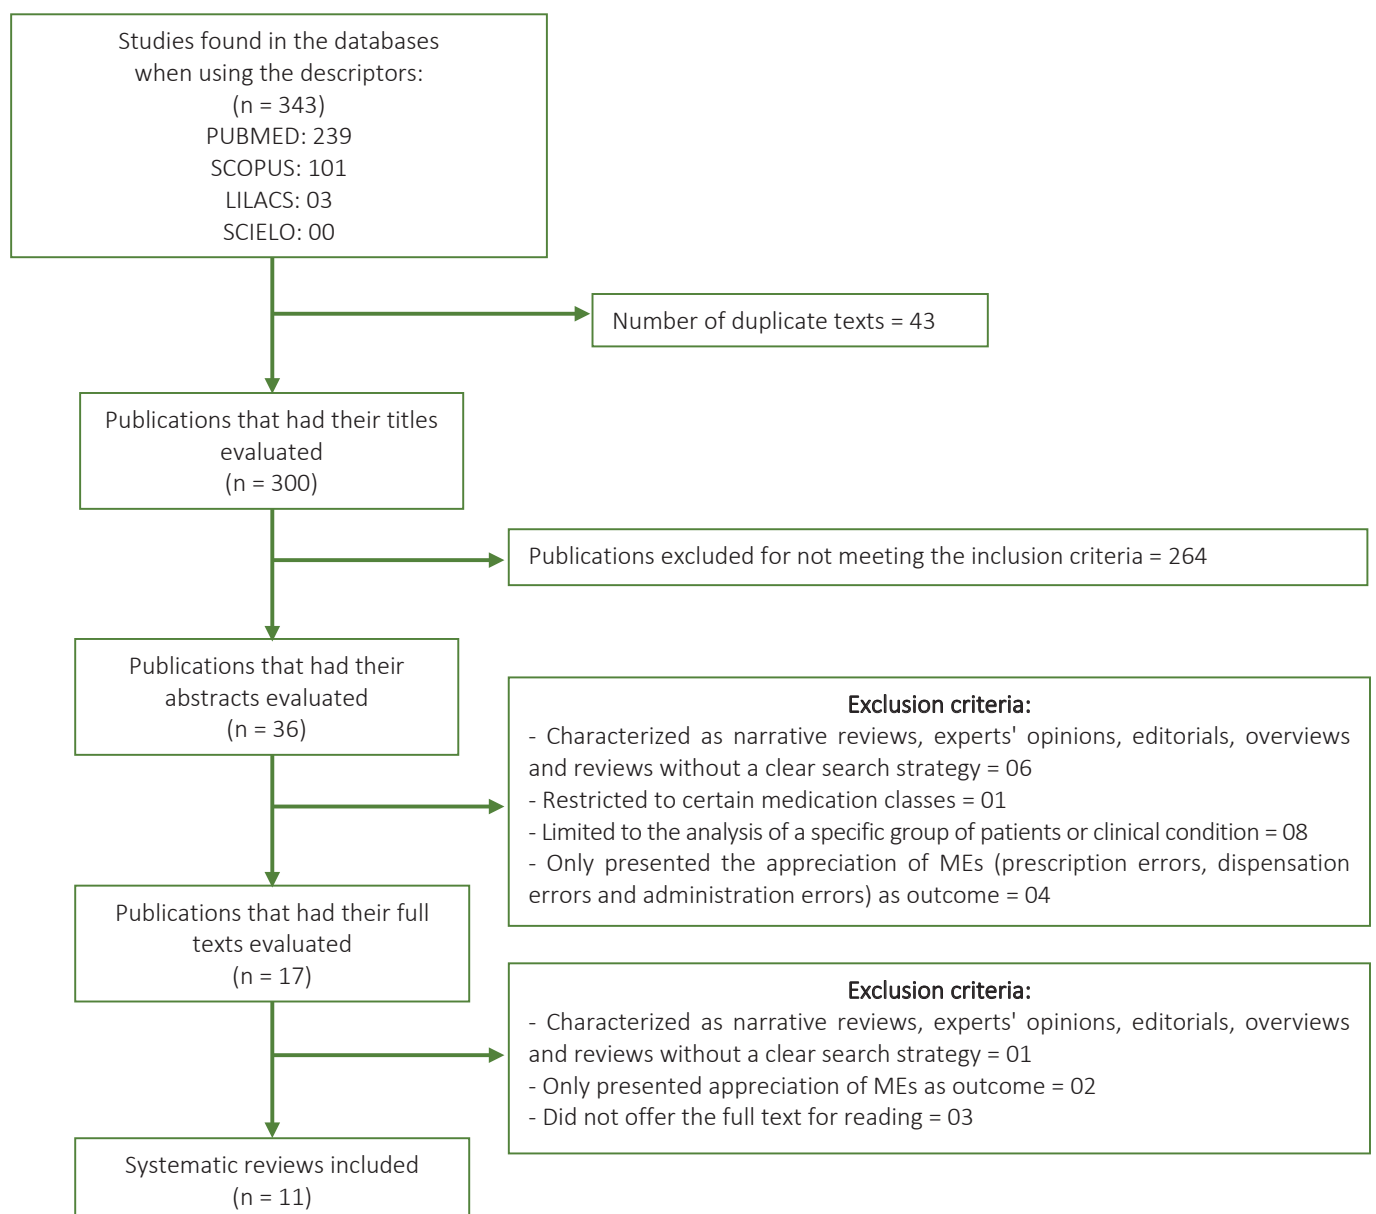 Studies found in the databases
when using the descriptors:
(n = 343)
PUBMED: 239
SCOPUS: 101
LILACS: 03
SCIELO: 00
Number of duplicate texts = 43
Publications that had their titles
evaluated
(n = 300)
Publications excluded for not meeting the inclusion criteria = 264
Publications that had their
abstracts evaluated
(n = 36)
Exclusion criteria:
- Characterized as narrative reviews, experts' opinions, editorials, overviews
and reviews without a clear search strategy = 06
- Restricted to certain medication classes = 01
- Limited to the analysis of a specific group of patients or clinical condition = 08
- Only presented the appreciation of MEs (prescription errors, dispensation
errors and administration errors) as outcome = 04
Publications that had their full
texts evaluated
(n = 17)
Exclusion criteria:
- Characterized as narrative reviews, experts' opinions, editorials, overviews
and reviews without a clear search strategy = 01
- Only presented appreciation of MEs as outcome = 02
- Did not offer the full text for reading = 03
Systematic reviews included
(n = 11)